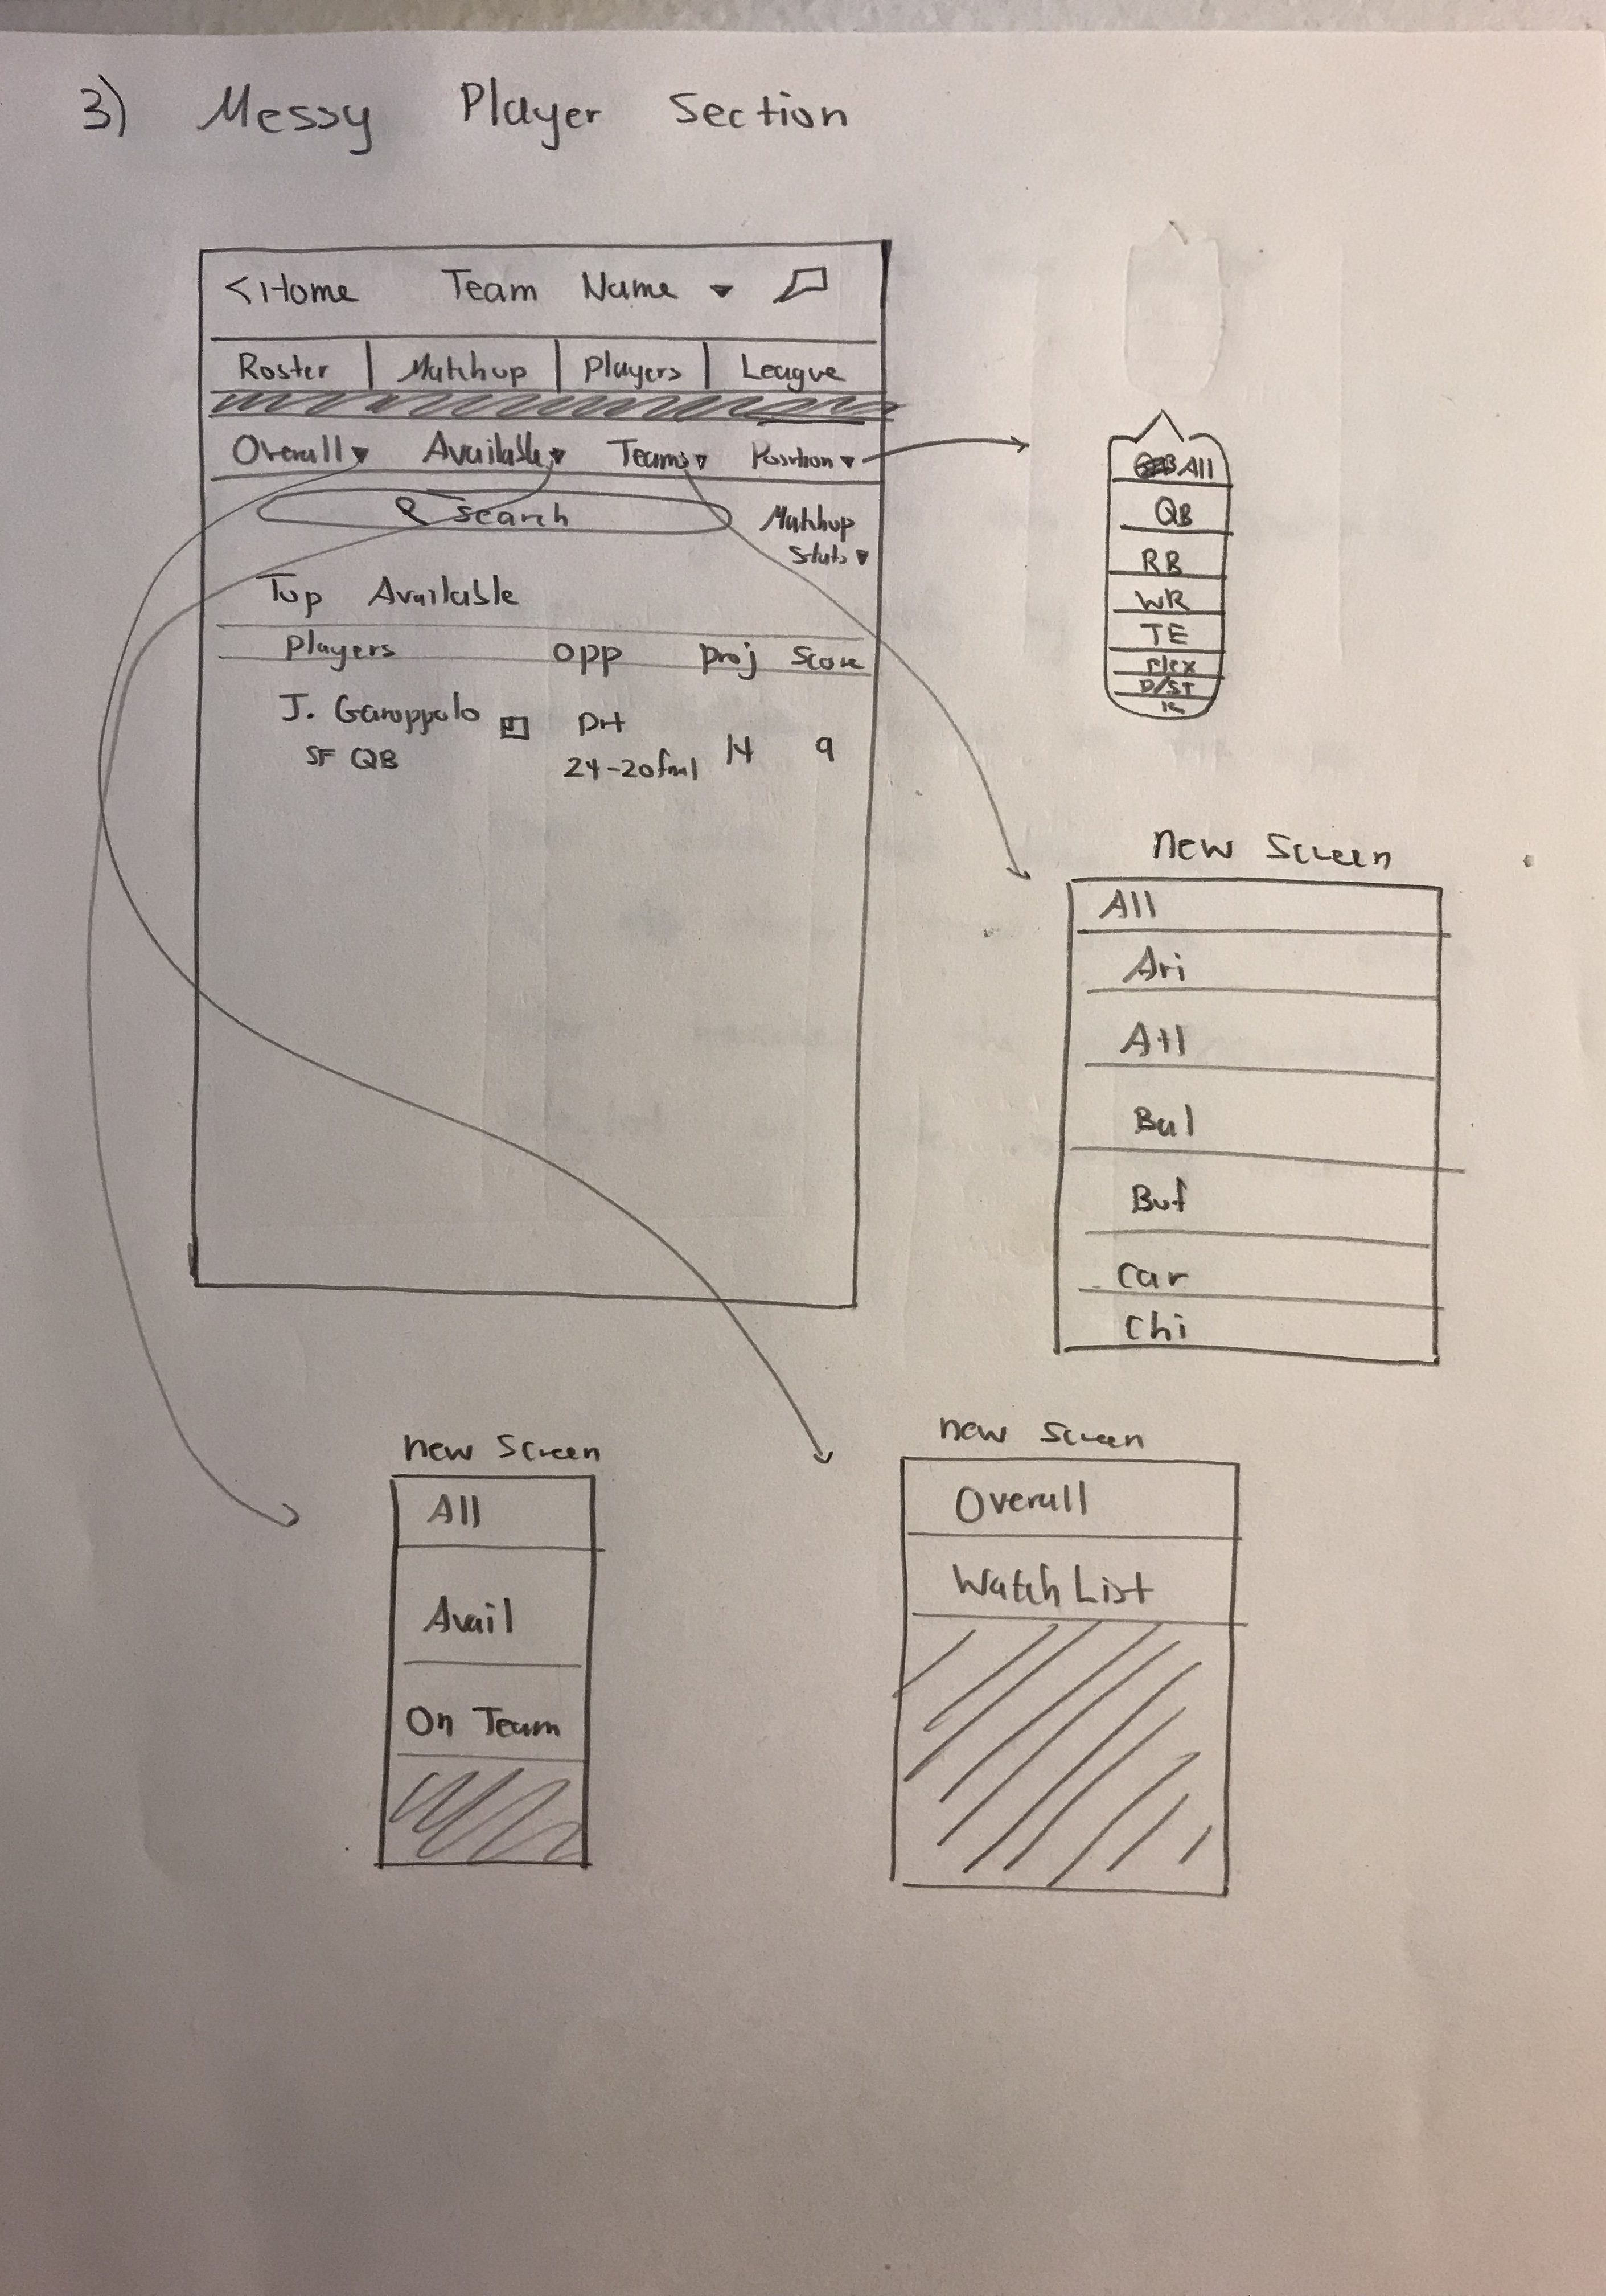 3) Messy Player Section
<Home Team Name
Roster Matchup Players League
Overall Available Teams Position
Search
Matchup
Stats
Top Available
Players Opp Proj Score
J. Garoppolo
SF QB
Det
24-20 fnl
14 9
All
QB
RB
WR
TE
Flex
D/ST
K
new Screen
All
Ari
Atl
Bal
Buf
Car
Chi
new Screen
All
Avail
On Team
new Screen
Overall
Watch List